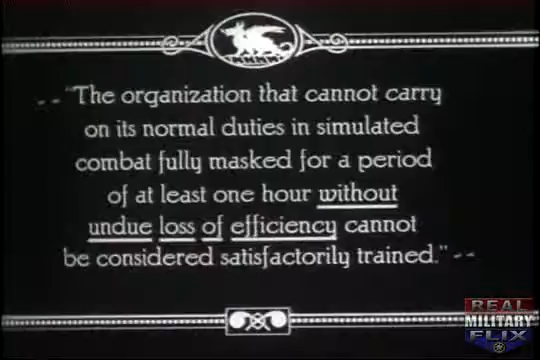 -- "The organization that cannot carry
on its normal duties in simulated
combat fully masked for a period
of at least one hour without
undue loss of efficiency cannot
be considered satisfactorily trained." --
REAL
MILITARY
FLIX